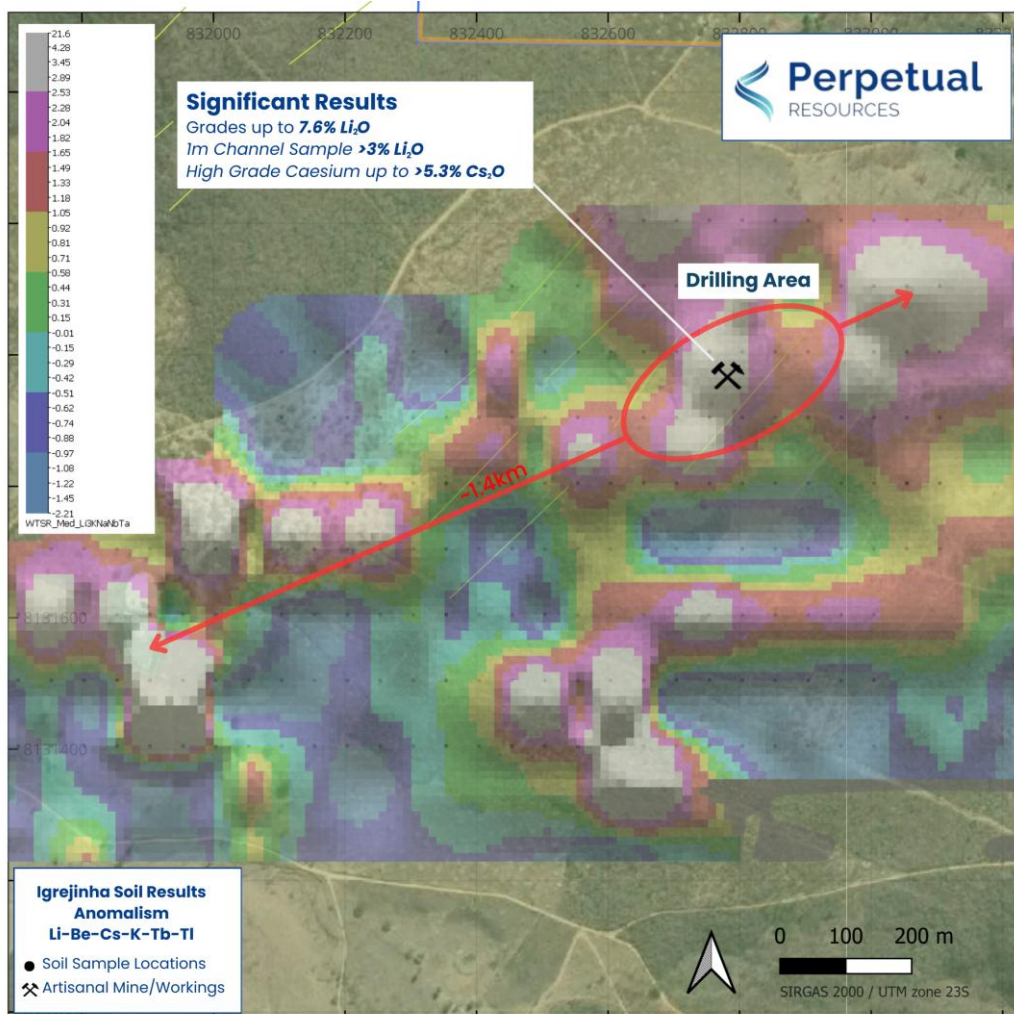 832000 832200 832400 832600 832800
21.6
4.28
3.45
2.89
2.53
2.28
2.04
1.82
1.65
1.49
1.33
1.18
1.05
0.92
0.81
0.71
0.58
0.44
0.31
0.15
-0.01
-0.15
-0.29
-0.42
-0.51
-0.62
-0.74
-0.88
-0.97
-1.08
-1.22
-1.45
-2.21
WTSR_Med_Li3KNaNbTa
Perpetual
RESOURCES
Significant Results
Grades up to 7.6% Li₂O
1m Channel Sample >3% Li₂O
High Grade Caesium up to >5.3% Cs₂O
Drilling Area
~1.4km
8131600
8131400
Igrejinha Soil Results
Anomalism
Li-Be-Cs-K-Tb-Tl
Soil Sample Locations
Artisanal Mine/Workings
0 100 200 m
SIRGAS 2000 / UTM zone 23S